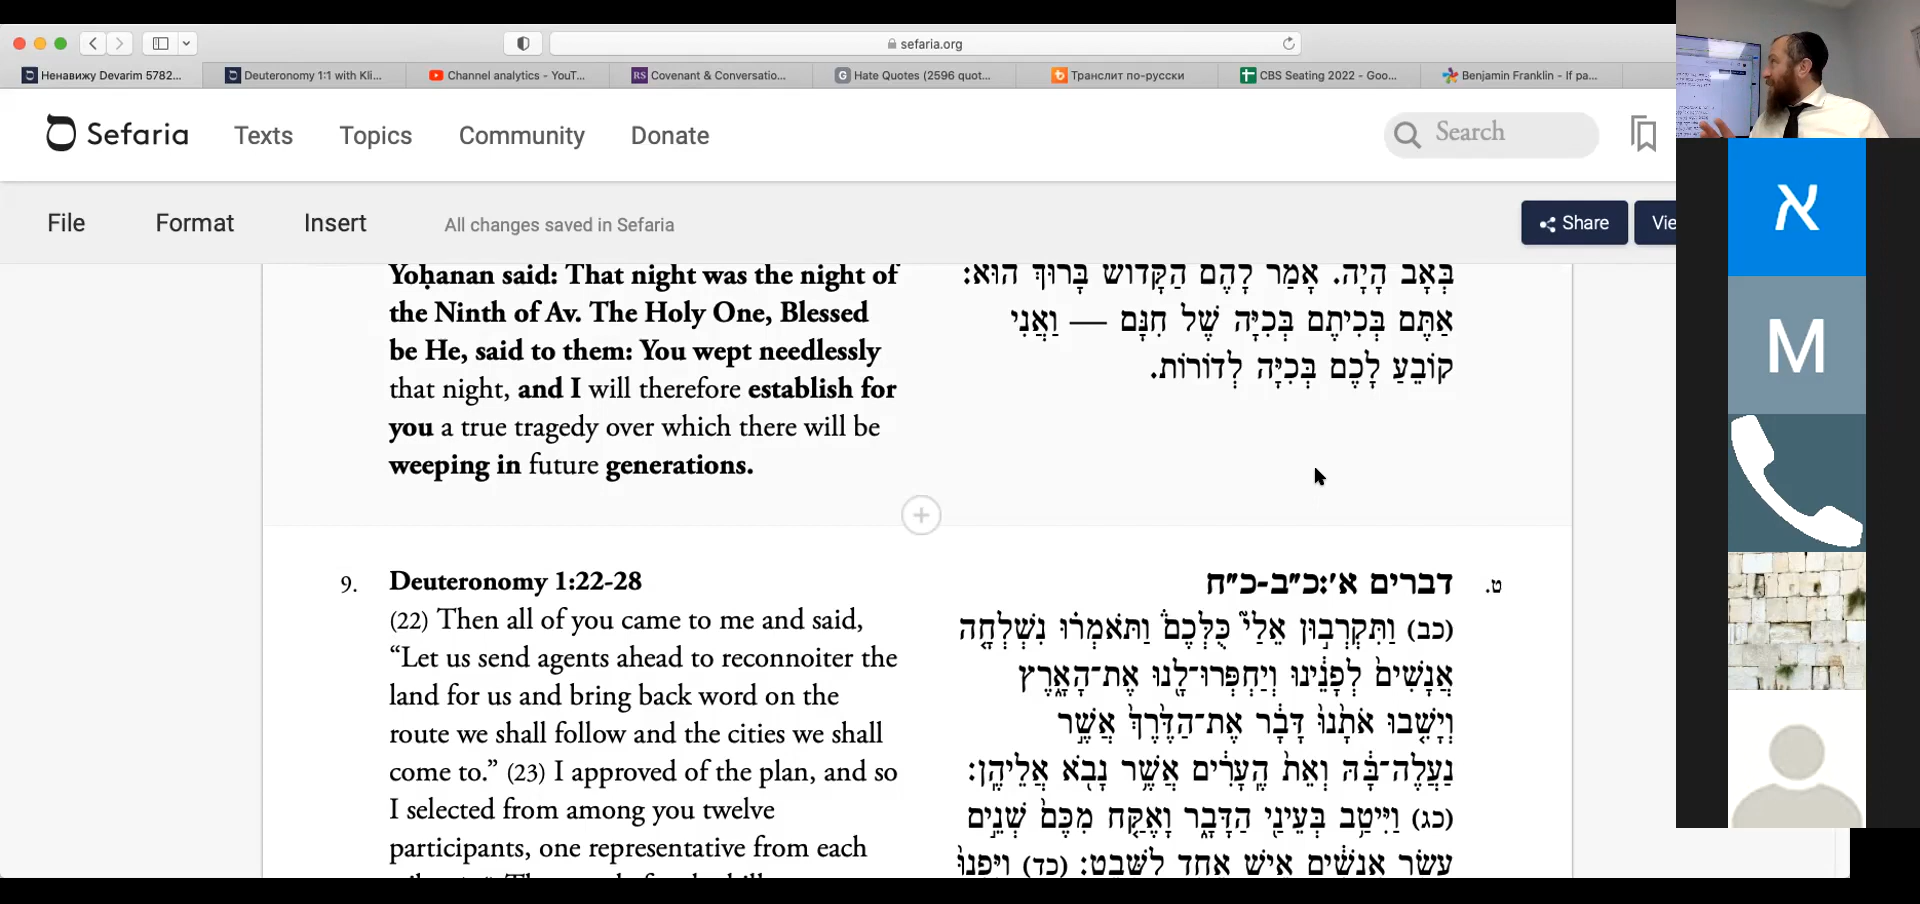 sefaria.org
Ненавижу Devarim 5782...
Deuteronomy 1:1 with Kli...
Channel analytics - YouT...
RS Covenant & Conversatio...
G Hate Quotes (2596 quot...
Транслит по-русски
CBS Seating 2022 - Goo...
Benjamin Franklin - If pa...
Sefaria Texts Topics Community Donate Search
File Format Insert All changes saved in Sefaria Share
Yoḥanan said: That night was the night of
the Ninth of Av. The Holy One, Blessed
be He, said to them: You wept needlessly
that night, and I will therefore establish for
you a true tragedy over which there will be
weeping in future generations.
בְּאָב הָיָה. אָמַר לָהֶם הַקָּדוֹשׁ בָּרוּךְ הוּא:
אַתֶּם בְּכִיתֶם בְּכִיָּה שֶׁל חִנָּם — וַאֲנִי
קוֹבֵעַ לָכֶם בְּכִיָּה לְדוֹרוֹת.
9. Deuteronomy 1:22-28
(22) Then all of you came to me and said,
“Let us send agents ahead to reconnoiter the
land for us and bring back word on the
route we shall follow and the cities we shall
come to.” (23) I approved of the plan, and so
I selected from among you twelve
participants, one representative from each
ט. דברים א׳:כ״ב-כ״ח
(כב) וַתִּקְרְב֣וּן אֵלַי֮ כֻּלְּכֶם֒ וַתֹּאמְר֗וּ נִשְׁלְחָ֤ה
אֲנָשִׁים֙ לְפָנֵ֔ינוּ וְיַחְפְּרוּ־לָ֖נוּ אֶת־הָאָ֑רֶץ
וְיָשִׁ֤בוּ אֹתָ֙נוּ֙ דָּבָ֔ר אֶת־הַדֶּ֙רֶךְ֙ אֲשֶׁ֣ר
נַעֲלֶה־בָּ֔הּ וְאֵת֙ הֶֽעָרִ֔ים אֲשֶׁ֥ר נָבֹ֖א אֲלֵיהֶֽן׃
(כג) וַיִּיטַ֥ב בְּעֵינַ֖י הַדָּבָ֑ר וָאֶקַּ֤ח מִכֶּם֙ שְׁנֵ֣ים
עשר אנשים איש אחד לשבט׃ (כד) ויפנו
א
M